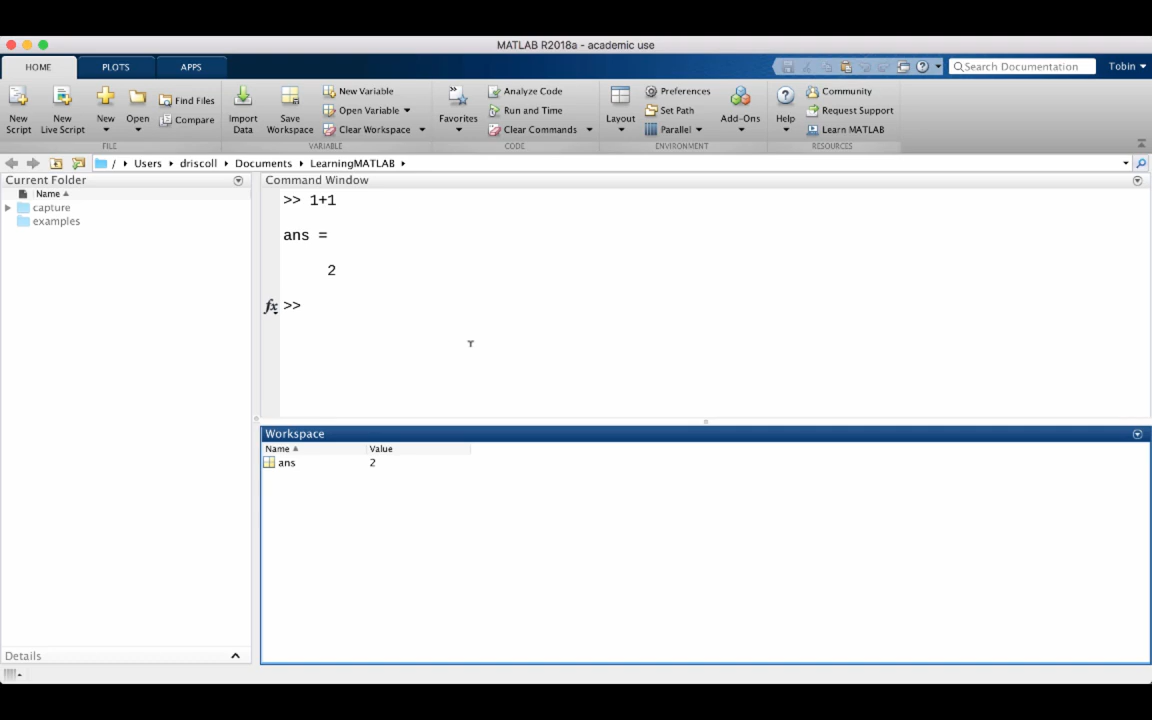 MATLAB R2018a - academic use
HOME PLOTS APPS Search Documentation Tobin
New Script
New Live Script
New
Open
Find Files
Compare
FILE
Import Data
Save Workspace
New Variable
Open Variable
Clear Workspace
VARIABLE
Favorites
Analyze Code
Run and Time
Clear Commands
CODE
Layout
Preferences
Set Path
Parallel
Add-Ons
ENVIRONMENT
Help
Community
Request Support
Learn MATLAB
RESOURCES
/ Users driscoll Documents LearningMATLAB
Current Folder
Name
capture
examples
Details
Command Window
>> 1+1
ans =
2
fx >>
Workspace
Name Value
ans 2